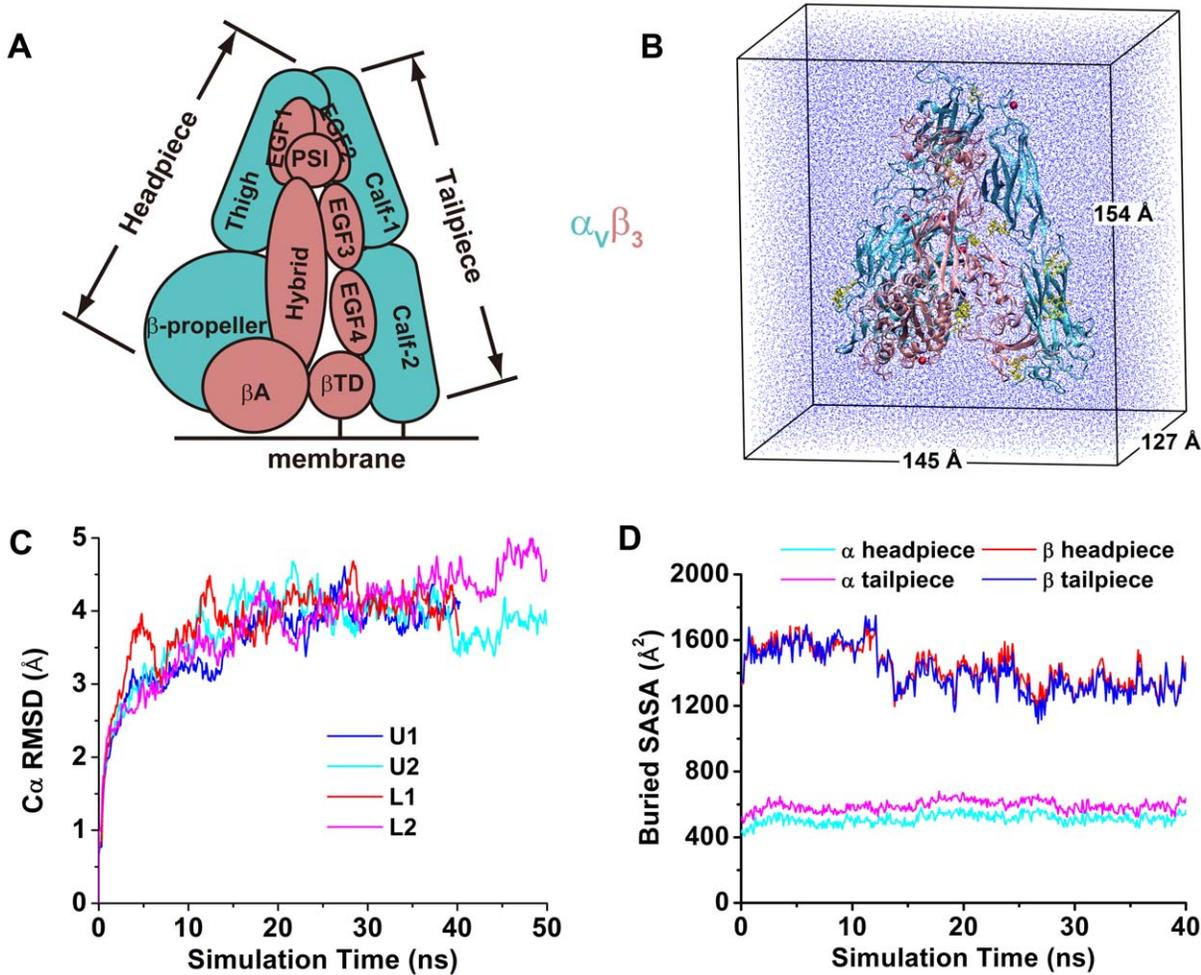 A
Headpiece
Tailpiece
EGF1
EGF2
PSI
Thigh
Calf-1
EGF3
Hybrid
EGF4
β-propeller
Calf-2
βA
βTD
membrane
αVβ3
B
154 Å
127 Å
145 Å
C
5
4
3
2
1
0
Cα RMSD (Å)
U1
U2
L1
L2
0 10 20 30 40 50
Simulation Time (ns)
D
α headpiece β headpiece
α tailpiece β tailpiece
2000
1600
1200
800
400
0
Buried SASA (Å²)
0 10 20 30 40
Simulation Time (ns)